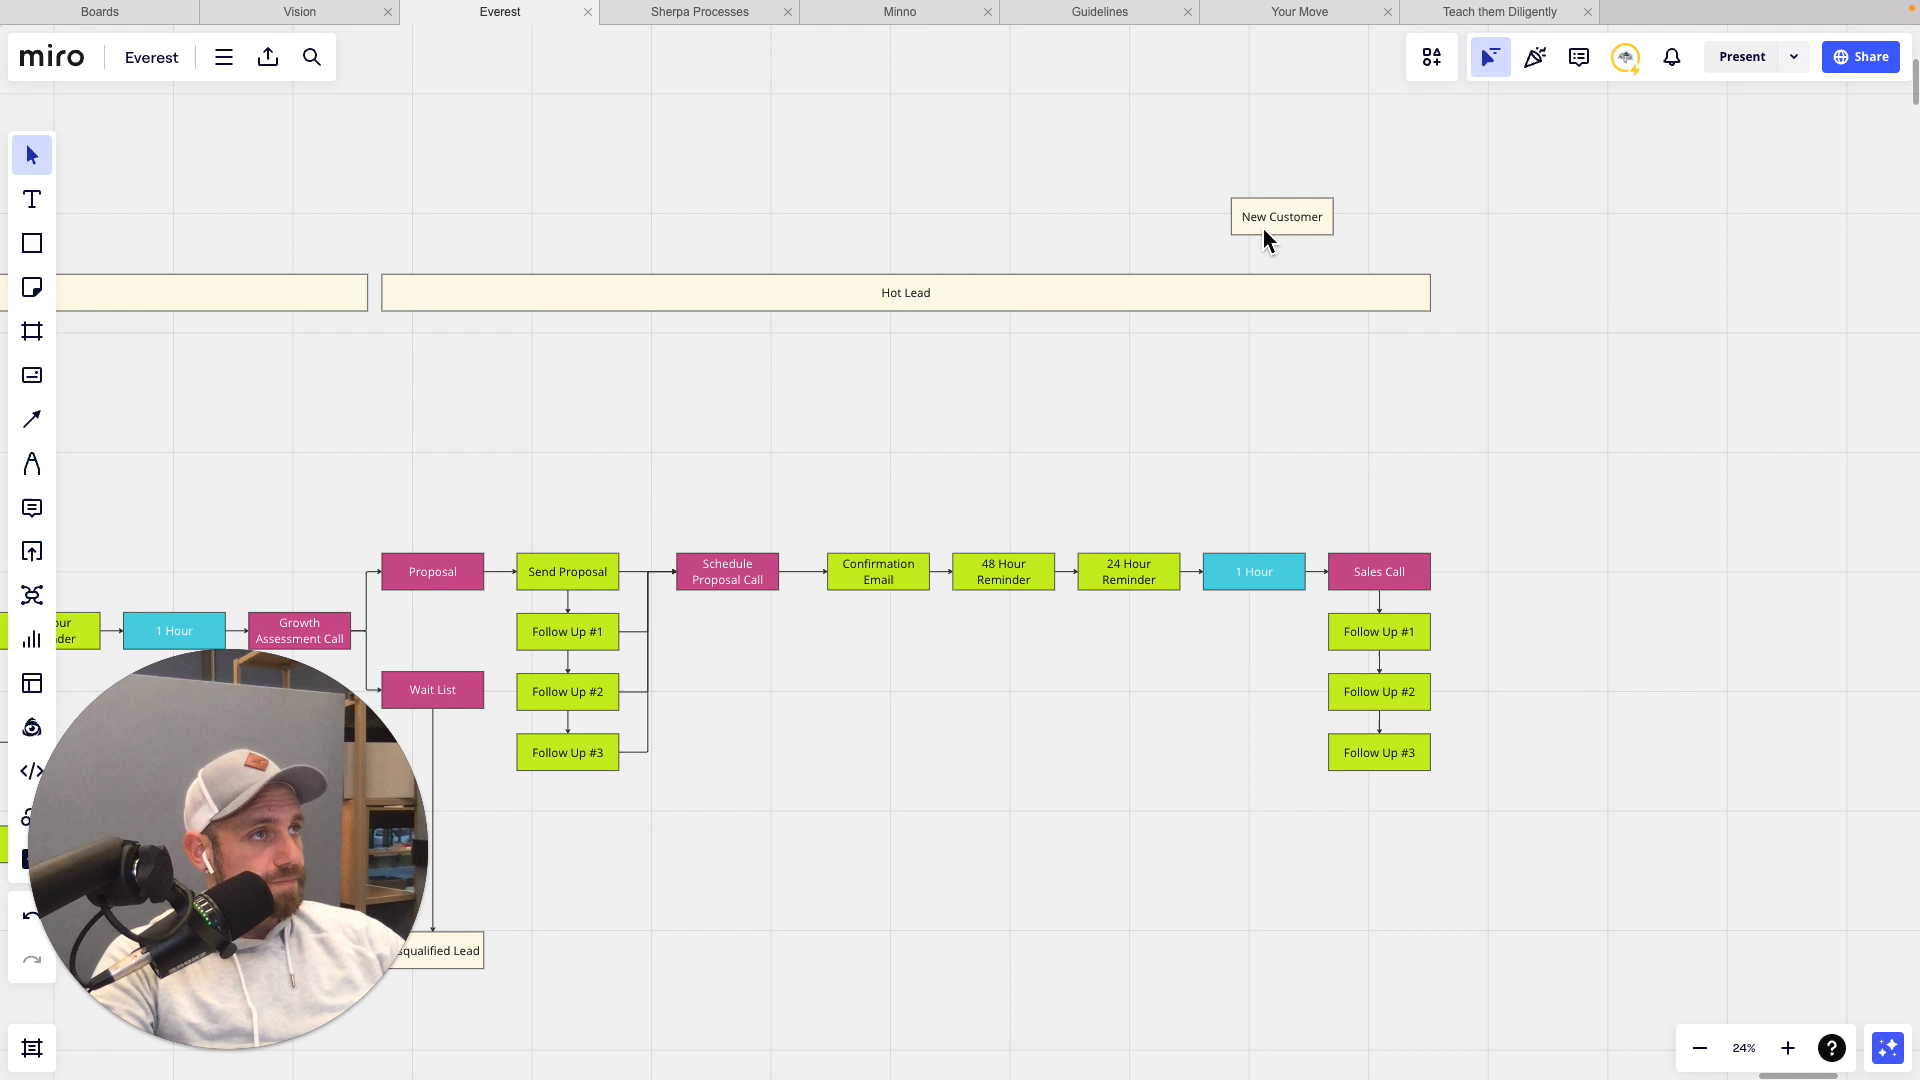 Boards
Vision
Everest
Sherpa Processes
Minno
Guidelines
Your Move
Teach them Diligently
miro
Everest
Present
Share
New Customer
Hot Lead
Proposal
Send Proposal
Schedule
Proposal Call
Confirmation
Email
48 Hour
Reminder
24 Hour
Reminder
1 Hour
Sales Call
1 Hour
Growth
Assessment Call
Follow Up #1
Follow Up #1
Wait List
Follow Up #2
Follow Up #2
Follow Up #3
Follow Up #3
squalified Lead
24%